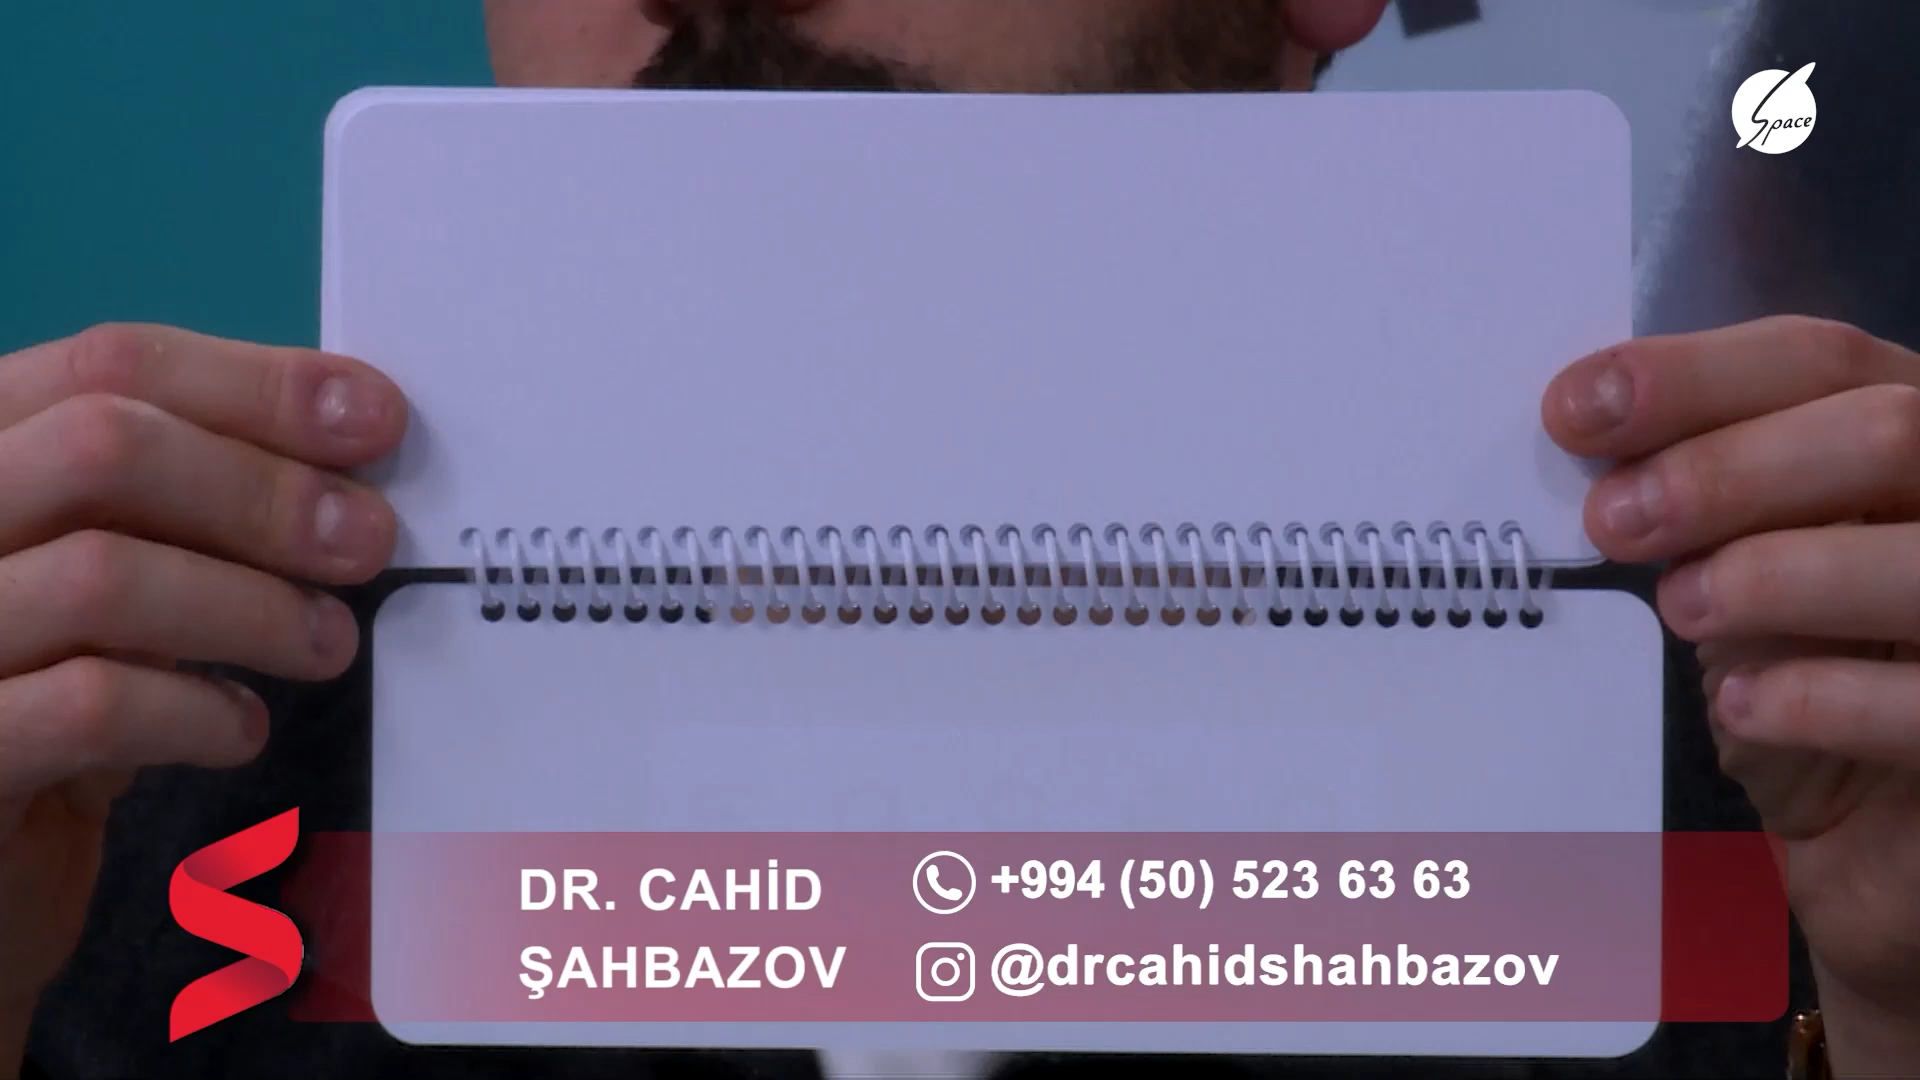 Space
DR. CAHİD
ŞAHBAZOV
+994 (50) 523 63 63
@drcahidshahbazov